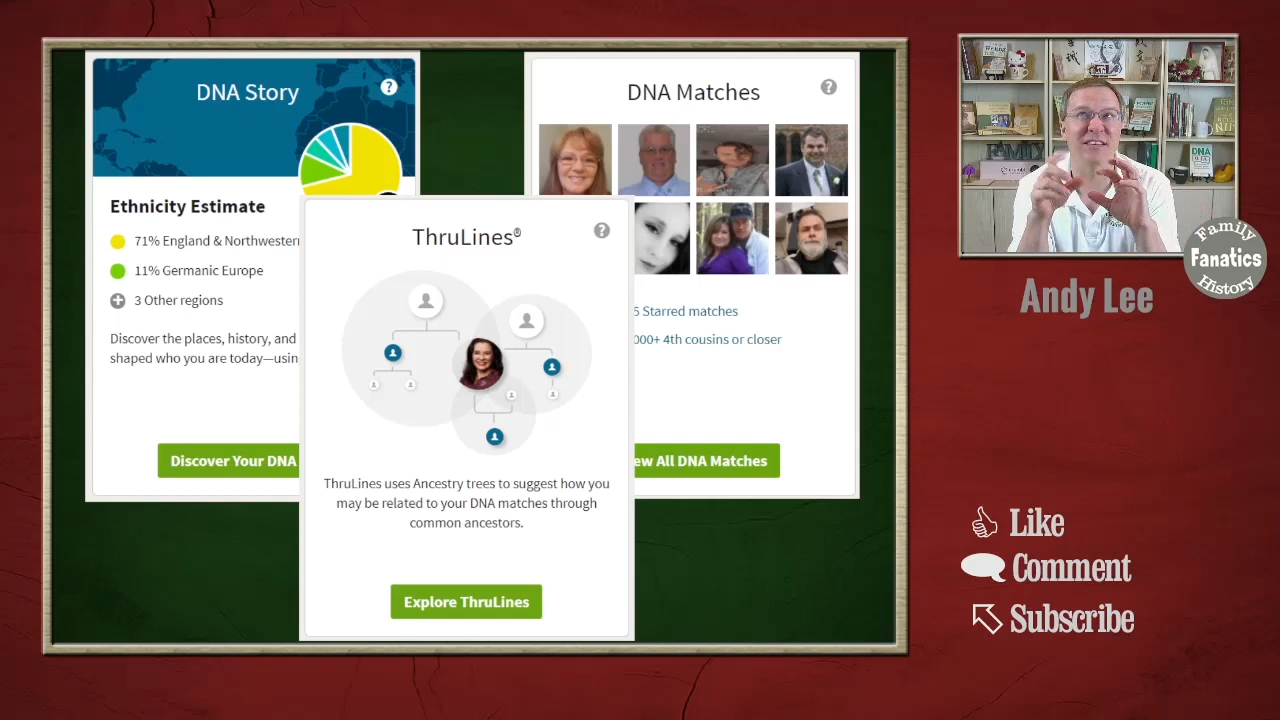 DNA Story
?
Ethnicity Estimate
71% England & Northwestern
11% Germanic Europe
3 Other regions
Discover the places, history, and
shaped who you are today—usin
Discover Your DNA
DNA Matches
?
6 Starred matches
000+ 4th cousins or closer
ew All DNA Matches
ThruLines®
?
ThruLines uses Ancestry trees to suggest how you
may be related to your DNA matches through
common ancestors.
Explore ThruLines
DNA
Family
Fanatics
History
Andy Lee
Like
Comment
Subscribe